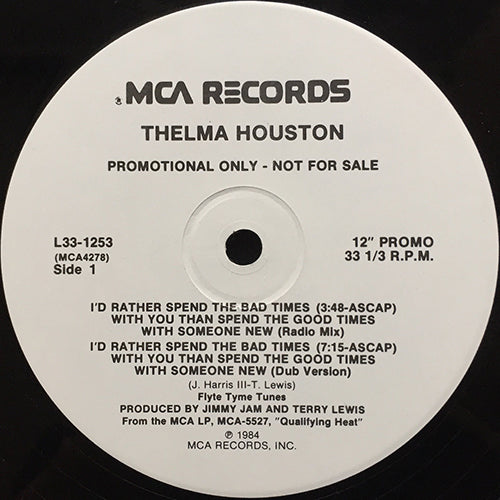 MCA RECORDS
THELMA HOUSTON
PROMOTIONAL ONLY - NOT FOR SALE
L33-1253
(MCA4278)
Side 1
12" PROMO
33 1/3 R.P.M.
I'D RATHER SPEND THE BAD TIMES (3:48-ASCAP)
WITH YOU THAN SPEND THE GOOD TIMES
WITH SOMEONE NEW (Radio Mix)
I'D RATHER SPEND THE BAD TIMES (7:15-ASCAP)
WITH YOU THAN SPEND THE GOOD TIMES
WITH SOMEONE NEW (Dub Version)
(J. Harris III-T. Lewis)
Flyte Tyme Tunes
PRODUCED BY JIMMY JAM AND TERRY LEWIS
From the MCA LP, MCA-5527, "Qualifying Heat"
℗ 1984
MCA RECORDS, INC.